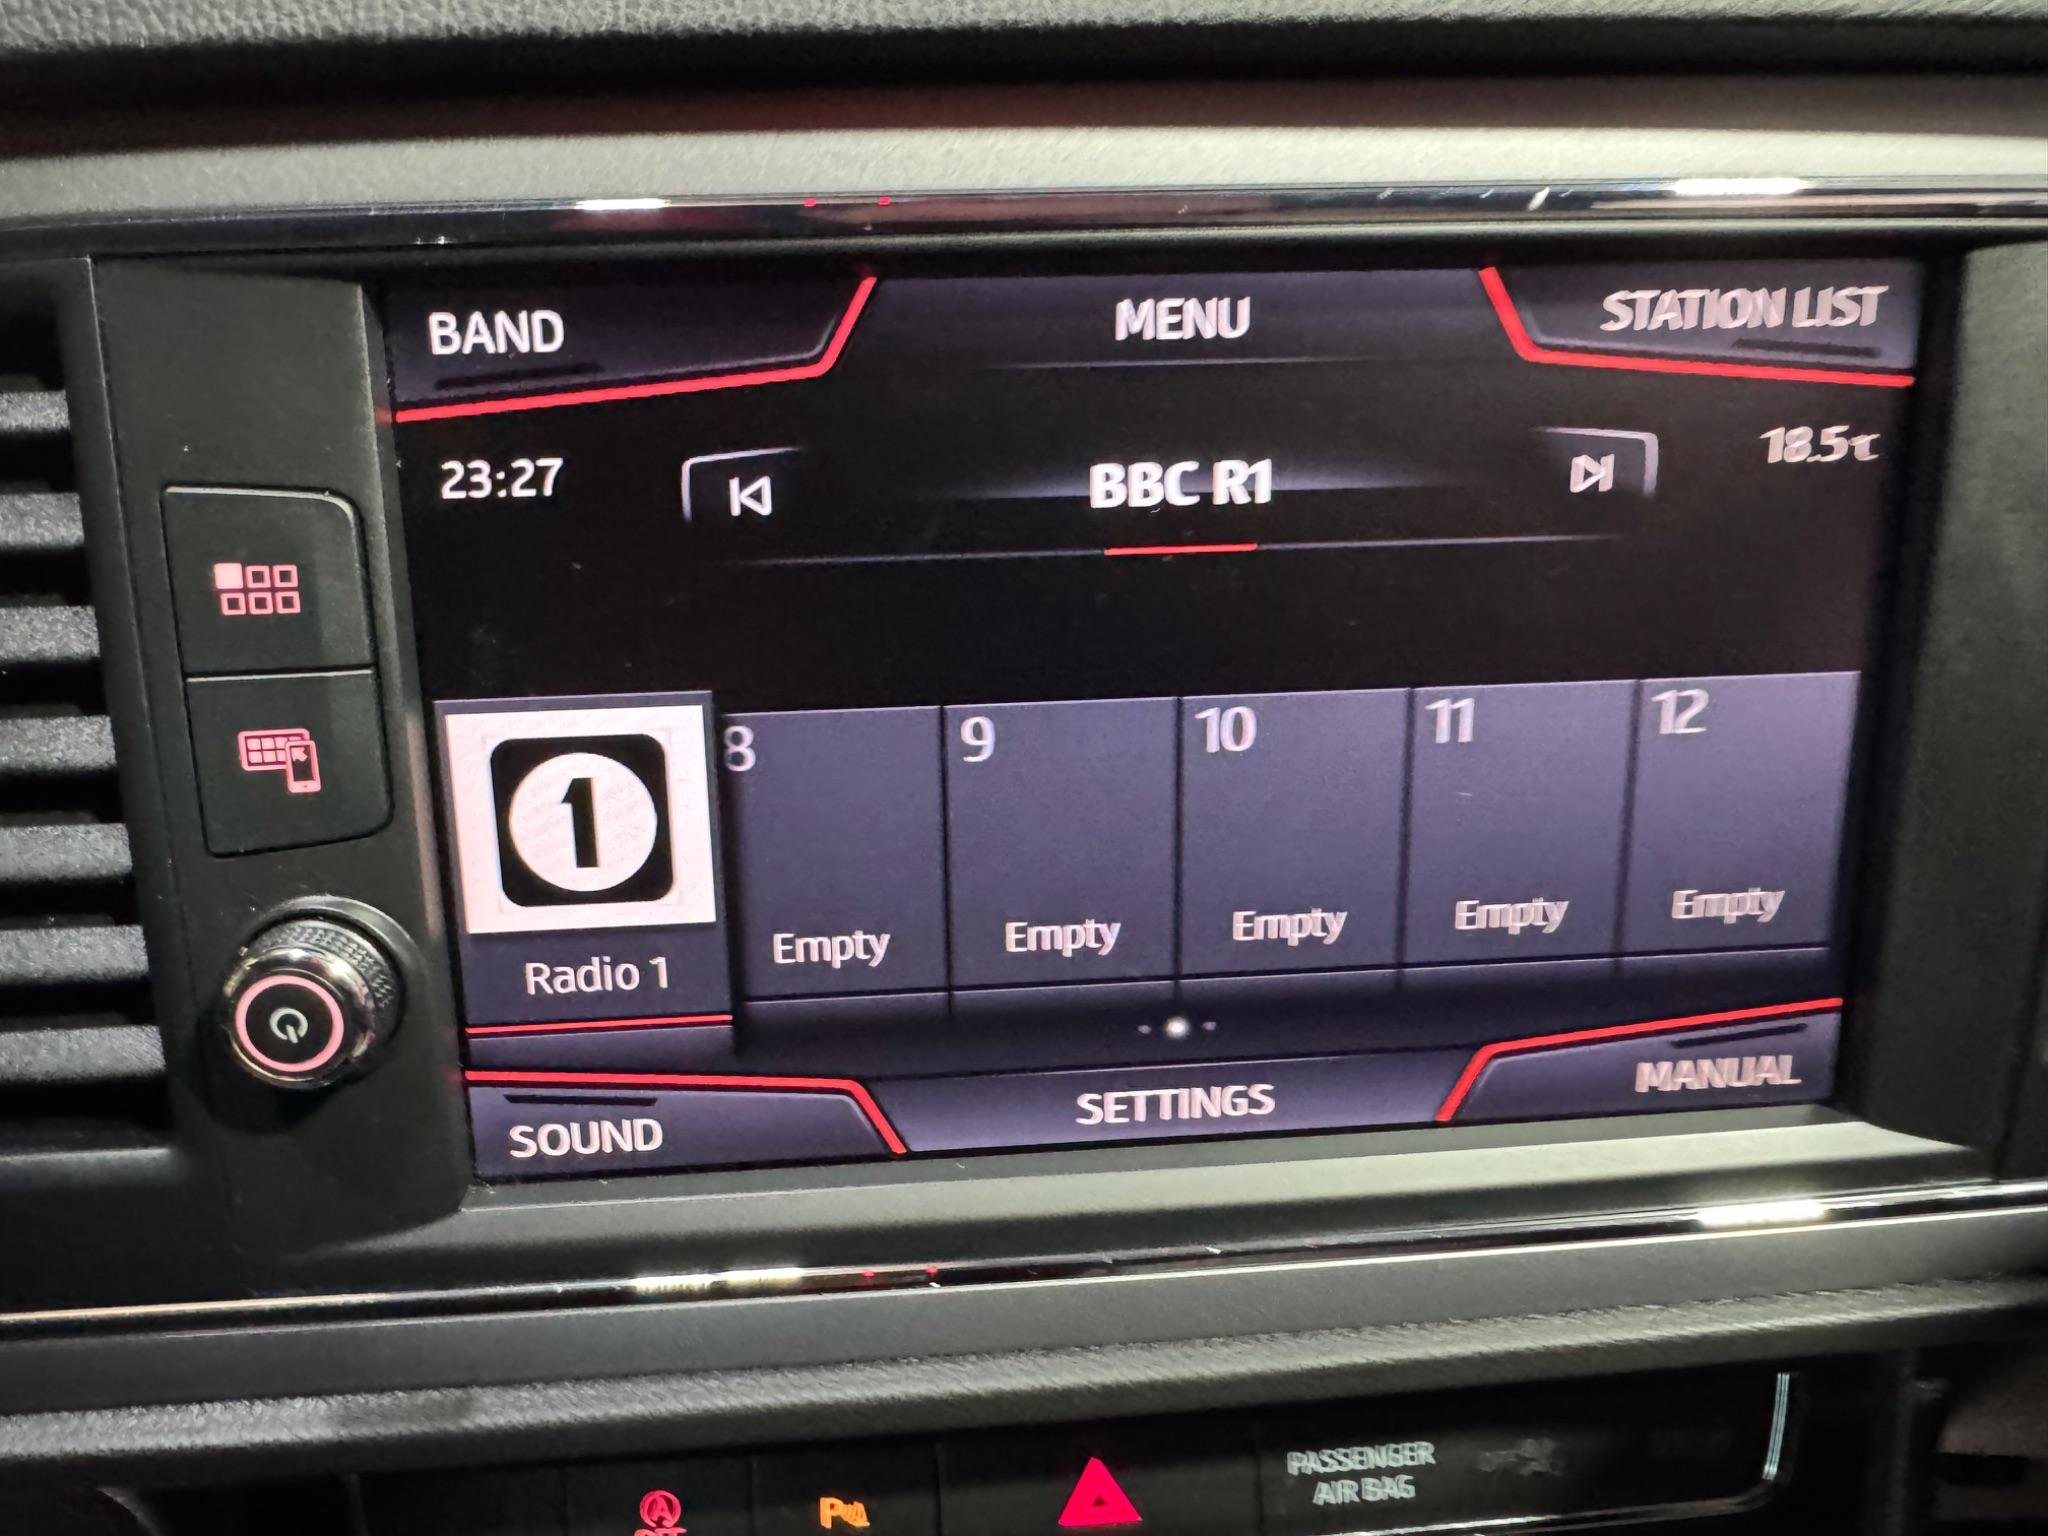 BAND
MENU
STATION LIST
23:27
BBC R1
18.5℃
1
8
9
10
11
12
Radio 1
Empty
Empty
Empty
Empty
Empty
SOUND
SETTINGS
MANUAL
A
OFF
P
PASSENGER
AIR BAG